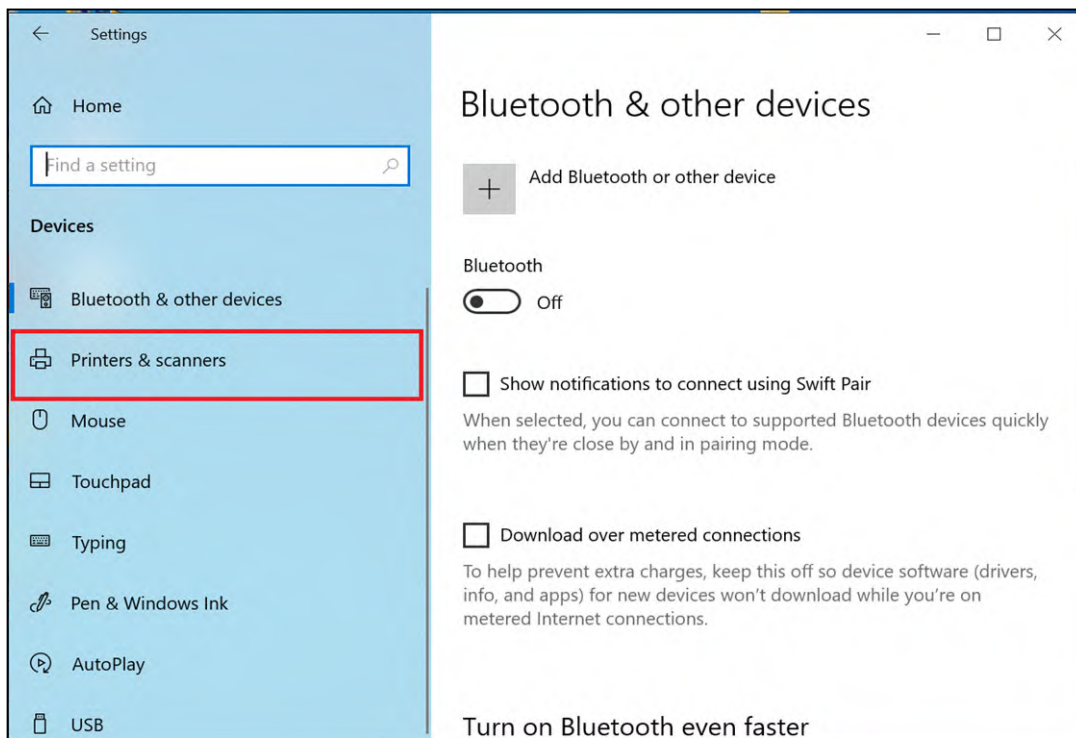 Settings
Home
Find a setting
Devices
Bluetooth & other devices
Printers & scanners
Mouse
Touchpad
Typing
Pen & Windows Ink
AutoPlay
USB
Bluetooth & other devices
Add Bluetooth or other device
Bluetooth
Off
Show notifications to connect using Swift Pair
When selected, you can connect to supported Bluetooth devices quickly
when they're close by and in pairing mode.
Download over metered connections
To help prevent extra charges, keep this off so device software (drivers,
info, and apps) for new devices won't download while you're on
metered Internet connections.
Turn on Bluetooth even faster